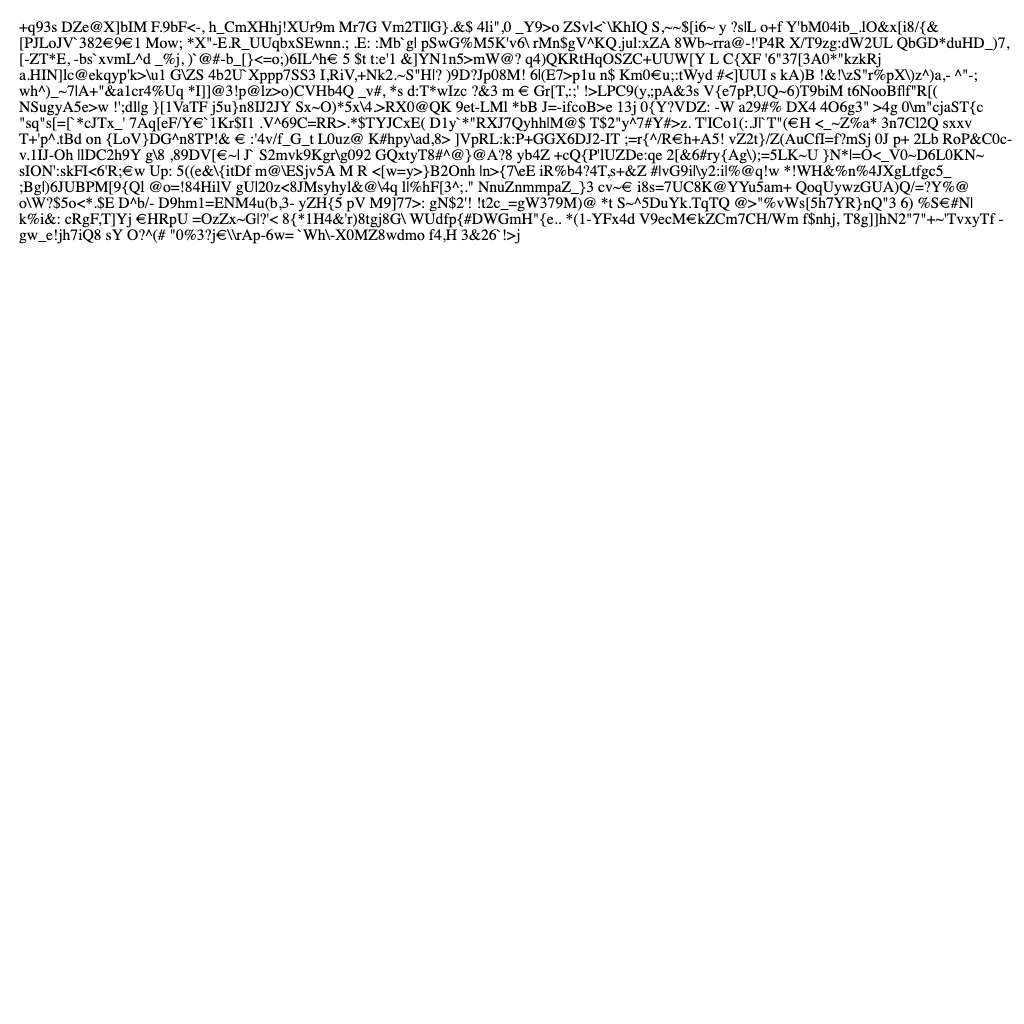 +q93s DZe@X]bIM F.9bF<-, h_CmXHhj!XUr9m Mr7G Vm2TI|G}.&$ 4li",0 _Y9>o ZSvl<`\KhIQ S,~~$[i6~ y ?s|L o+f Y'bM04ib_.lO&x[i8/{&
[PJLoJV`382€9€1 Mow; *X"-E.R_UUqbxSEwnn.; .E: :Mb`g| pSwG%M5K'v6\ rMn$gV^KQ.jul:xZA 8Wb~rra@-!'P4R X/T9zg:dW2UL QbGD*duHD_)7,
[-ZT*E, -bs`xvmL^d _%j, )`@#-b_[}<=o;)6IL^h€ 5 $t t:e'1 &]YN1n5>mW@? q4)QKRtHqOSZC+UUW[Y L C{XF '6"37[3A0*"kzkRj
a.HIN]lc@ekqyp'k>\u1 G\ZS 4b2U`Xppp7SS3 I,RiV,+Nk2.~S"H|? )9D?Jp08M! 6|(E7>p1u n$ Km0€u;:tWyd #<]UUI s kA)B !&!\zS"r%pX\)z^)a,- ^"-;
wh^)_~7|A+"&a1cr4%Uq *I]]@3!p@lz>o)CVHb4Q _v#, *s d:T*wIzc ?&3 m € Gr[T,:;' !>LPC9(y,;pA&3s V{e7pP,UQ~6)T9biM t6NooBflf"R[(
NSugyA5e>w !';dllg }[1VaTF j5u}n8IJ2JY Sx~O)*5x\4.>RX0@QK 9et-LMl *bB J=-ifcoB>e 13j 0{Y?VDZ: -W a29#% DX4 4O6g3" >4g 0\m"cjaST{c
"sq"s[=[`*cJTx_' 7Aq[eF/Y€`1Kr$I1 .V^69C=RR>.*$TYJCxE( D1y`*"RXJ7Qyhh|M@$ T$2"y^7#Y#>z. T'ICo1(:.J|`T"(€H <_~Z%a* 3n7Cl2Q sxxv
T+'p^.tBd on {LoV}DG^n8TP!& € :'4v/f_G_t L0uz@ K#hpy\ad,8> ]VpRL:k:P+GGX6DJ2-IT ;=r{^/R€h+A5! vZ2t}/Z(AuCfI=f?mSj 0J p+ 2Lb RoP&C0c-
v.1IJ-Oh ||DC2h9Y g\8 ,89DV[€~| J` S2mvk9Kgr\g092 GQxtyT8#^@}@A?8 yb4Z +cQ{P'lUZDe:qe 2[&6#ry{Ag\);=5LK~U }N*|=O<_V0~D6L0KN~
sION':skFI<6'R;€w Up: 5((e&\{itDf m@\ESjv5A M R <[w=y>}B2Onh |n>{7\eE iR%b4?4T,s+&Z #|vG9i|\y2:il%@q!w *!WH&%n%4JXgLtfgc5_
;Bgl)6JUBPM[9{Ql @o=!84HilV gU|20z<8JMsyhyl&@\4q ll%hF[3^;." NnuZnmmpaZ_}3 cv~€ i8s=7UC8K@YYu5am+ QoqUywzGUA)Q/=?Y%@
o\W?$5o<*.$E D^b/- D9hm1=ENM4u(b,3- yZH{5 pV M9]77>: gN$2'! !t2c_=gW379M)@ *t S~^5DuYk.TqTQ @>"%vWs[5h7YR}nQ"3 6) %S€#N|
k%i&: cRgF,T]Yj €HRpU =OzZx~G|?'< 8{*1H4&'r)8tgj8G\ WUdfp{#DWGmH"{e.. *(1-YFx4d V9ecM€kZCm7CH/Wm f$nhj, T8g]]hN2"7"+~'TvxyTf -
gw_e!jh7iQ8 sY O?^(# "0%3?j€\\rAp-6w= `Wh\-X0MZ8wdmo f4,H 3&26`!>j